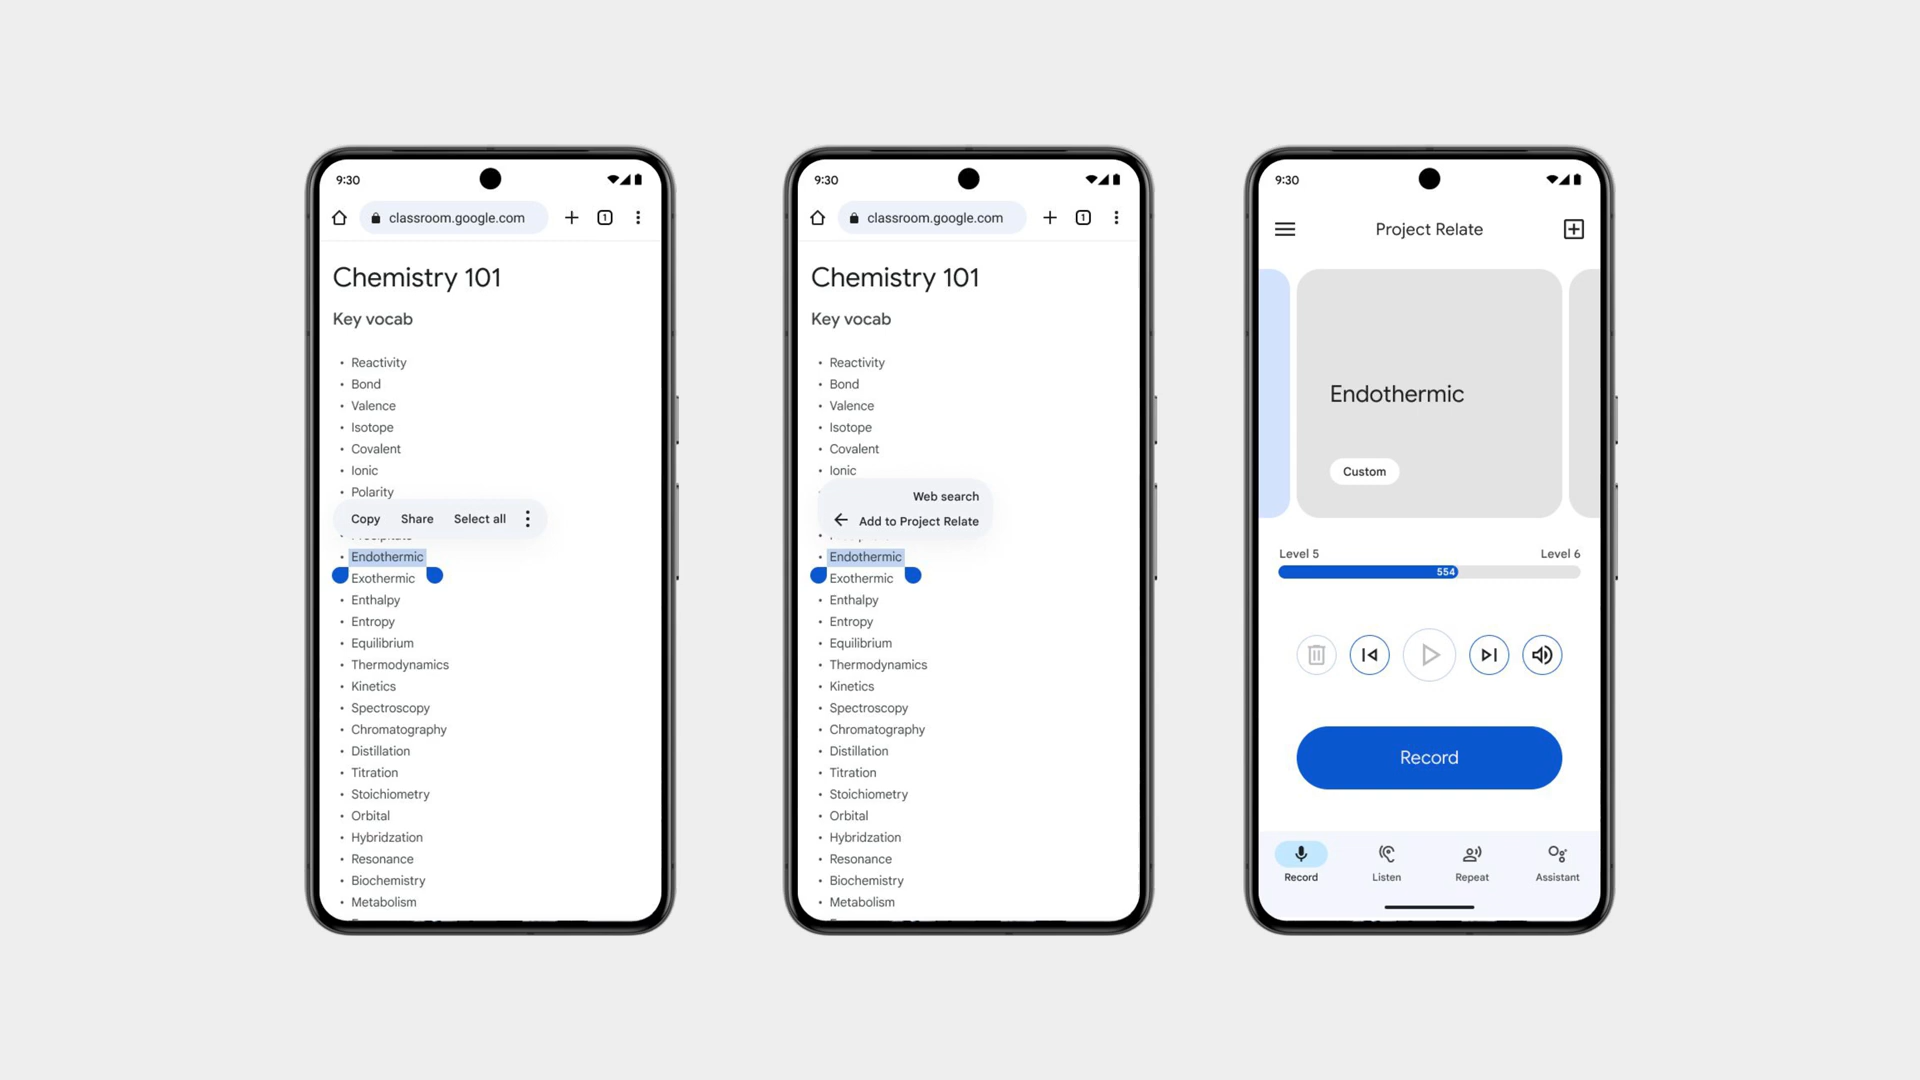 9:30
classroom.google.com
1
Chemistry 101
Key vocab
• Reactivity
• Bond
• Valence
• Isotope
• Covalent
• Ionic
• Polarity
Copy Share Select all
• Endothermic
Exothermic
• Enthalpy
• Entropy
• Equilibrium
• Thermodynamics
• Kinetics
• Spectroscopy
• Chromatography
• Distillation
• Titration
• Stoichiometry
• Orbital
• Hybridzation
• Resonance
• Biochemistry
• Metabolism
9:30
classroom.google.com
1
Chemistry 101
Key vocab
• Reactivity
• Bond
• Valence
• Isotope
• Covalent
• Ionic
Web search
Add to Project Relate
• Endothermic
Exothermic
• Enthalpy
• Entropy
• Equilibrium
• Thermodynamics
• Kinetics
• Spectroscopy
• Chromatography
• Distillation
• Titration
• Stoichiometry
• Orbital
• Hybridzation
• Resonance
• Biochemistry
• Metabolism
9:30
Project Relate
Endothermic
Custom
Level 5 Level 6
554
Record
Record Listen Repeat Assistant